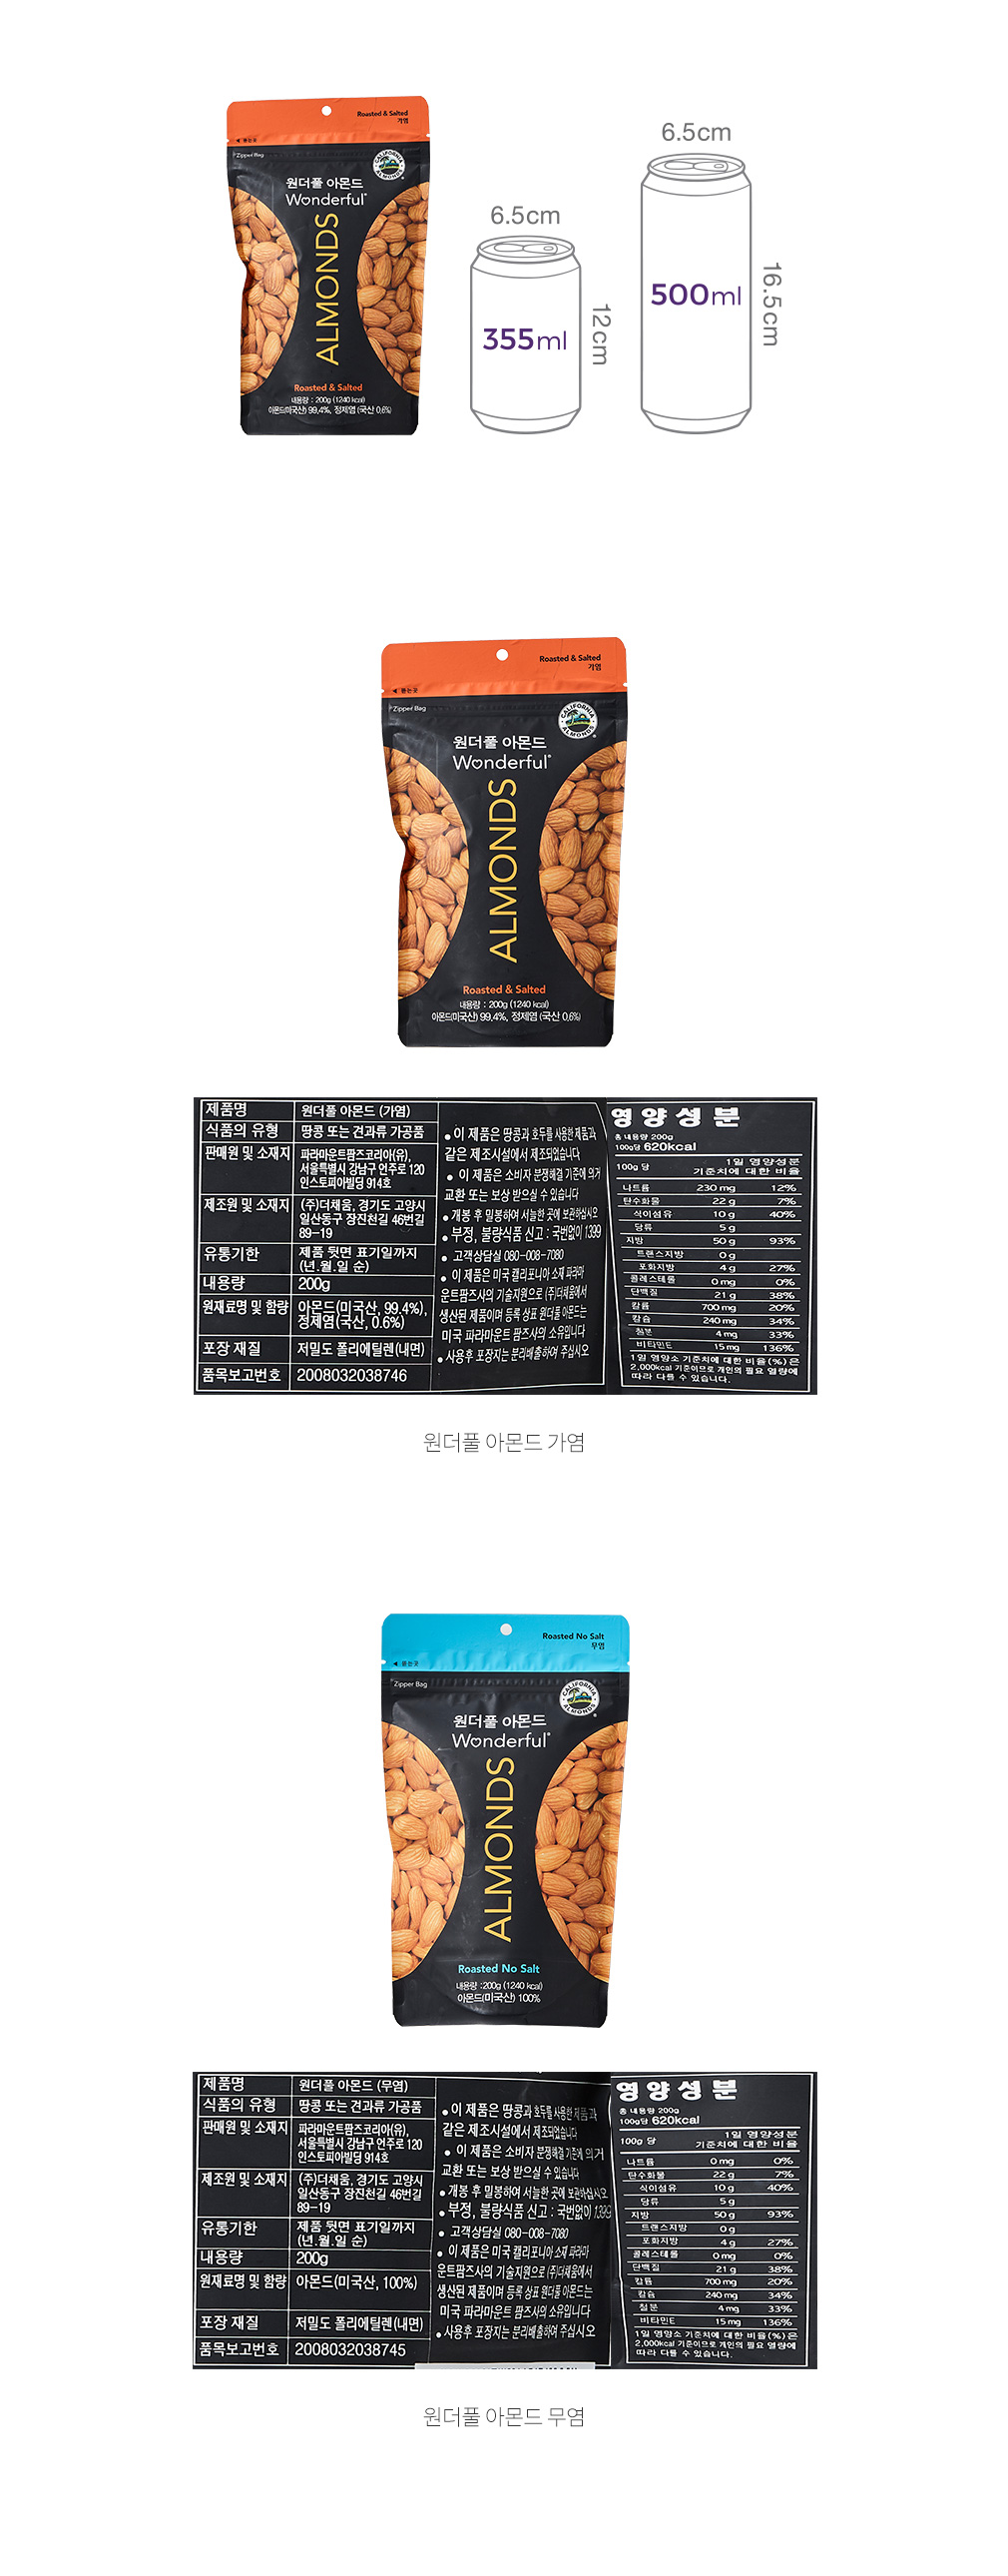 Roasted & Salted
가염
◀ 뜯는곳
Zipper Bag
CALIFORNIA ALMONDS
원더풀 아몬드
Wonderful®
ALMONDS
Roasted & Salted
내용량 : 200g (1240 kcal)
아몬드(미국산) 99.4%, 정제염 (국산 0.6%)
6.5cm
355ml
12cm
6.5cm
500ml
16.5cm
Roasted & Salted
가염
◀ 뜯는곳
Zipper Bag
CALIFORNIA ALMONDS
원더풀 아몬드
Wonderful®
ALMONDS
Roasted & Salted
내용량 : 200g (1240 kcal)
아몬드(미국산) 99.4%, 정제염 (국산 0.6%)
제품명 원더풀 아몬드 (가염)
식품의 유형 땅콩 또는 견과류 가공품
판매원 및 소재지 파라마운트팜즈코리아(유),
서울특별시 강남구 언주로 120
인스토피아빌딩 914호
제조원 및 소재지 (주)더채움, 경기도 고양시
일산동구 장진천길 46번길
89-19
유통기한 제품 뒷면 표기일까지
(년.월.일 순)
내용량 200g
원재료명 및 함량 아몬드(미국산, 99.4%),
정제염(국산, 0.6%)
포장 재질 저밀도 폴리에틸렌(내면)
품목보고번호 2008032038746
● 이 제품은 땅콩과 호두를 사용한 제품과
같은 제조시설에서 제조되었습니다
● 이 제품은 소비자 분쟁해결 기준에 의거
교환 또는 보상 받으실 수 있습니다
● 개봉 후 밀봉하여 서늘한 곳에 보관하십시오
● 부정, 불량식품 신고 : 국번없이 1399
● 고객상담실 080-008-7080
● 이 제품은 미국 캘리포니아 소재 파라마
운트팜즈사의 기술지원으로 (주)더채움에서
생산된 제품이며 등록 상표 원더풀 아몬드는
미국 파라마운트 팜즈사의 소유입니다
● 사용후 포장지는 분리배출하여 주십시오
영양성분
총 내용량 200g
100g당 620kcal
100g 당 1일 영양성분
기준치에 대한 비율
나트륨 230 mg 12%
탄수화물 22 g 7%
식이섬유 10 g 40%
당류 5 g
지방 50 g 93%
트랜스지방 0 g
포화지방 4 g 27%
콜레스테롤 0 mg 0%
단백질 21 g 38%
칼륨 700 mg 20%
칼슘 240 mg 34%
철분 4 mg 33%
비타민E 15 mg 136%
1일 영양소 기준치에 대한 비율(%)은
2,000kcal 기준이므로 개인의 필요 열량에
따라 다를 수 있습니다.
원더풀 아몬드 가염
Roasted No Salt
무염
◀ 뜯는곳
Zipper Bag
CALIFORNIA ALMONDS
원더풀 아몬드
Wonderful®
ALMONDS
Roasted No Salt
내용량 :200g (1240 kcal)
아몬드(미국산) 100%
제품명 원더풀 아몬드 (무염)
식품의 유형 땅콩 또는 견과류 가공품
판매원 및 소재지 파라마운트팜즈코리아(유),
서울특별시 강남구 언주로 120
인스토피아빌딩 914호
제조원 및 소재지 (주)더채움, 경기도 고양시
일산동구 장진천길 46번길
89-19
유통기한 제품 뒷면 표기일까지
(년.월.일 순)
내용량 200g
원재료명 및 함량 아몬드(미국산, 100%)
포장 재질 저밀도 폴리에틸렌(내면)
품목보고번호 2008032038745
● 이 제품은 땅콩과 호두를 사용한 제품과
같은 제조시설에서 제조되었습니다
● 이 제품은 소비자 분쟁해결 기준에 의거
교환 또는 보상 받으실 수 있습니다
● 개봉 후 밀봉하여 서늘한 곳에 보관하십시오
● 부정, 불량식품 신고 : 국번없이 1399
● 고객상담실 080-008-7080
● 이 제품은 미국 캘리포니아 소재 파라마
운트팜즈사의 기술지원으로 (주)더채움에서
생산된 제품이며 등록 상표 원더풀 아몬드는
미국 파라마운트 팜즈사의 소유입니다
● 사용후 포장지는 분리배출하여 주십시오
영양성분
총 내용량 200g
100g당 620kcal
100g 당 1일 영양성분
기준치에 대한 비율
나트륨 0 mg 0%
탄수화물 22 g 7%
식이섬유 10 g 40%
당류 5 g
지방 50 g 93%
트랜스지방 0 g
포화지방 4 g 27%
콜레스테롤 0 mg 0%
단백질 21 g 38%
칼륨 700 mg 20%
칼슘 240 mg 34%
철분 4 mg 33%
비타민E 15 mg 136%
1일 영양소 기준치에 대한 비율(%)은
2,000kcal 기준이므로 개인의 필요 열량에
따라 다를 수 있습니다.
원더풀 아몬드 무염